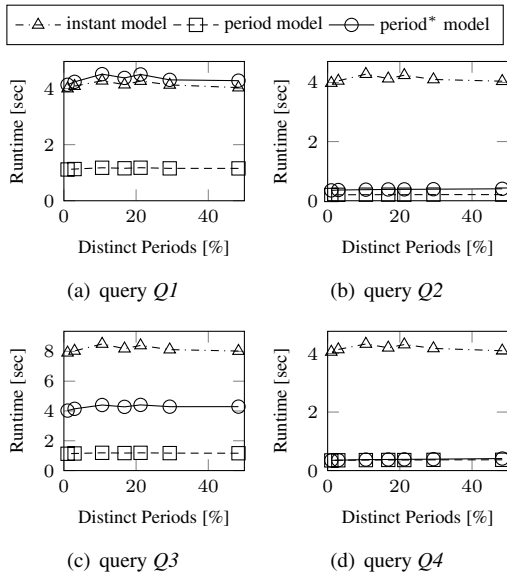 instant model period model period* model
Runtime [sec]
4
2
0
0 20 40
Distinct Periods [%]
(a) query Q1
Runtime [sec]
4
2
0
0 20 40
Distinct Periods [%]
(b) query Q2
Runtime [sec]
8
6
4
2
0
0 20 40
Distinct Periods [%]
(c) query Q3
Runtime [sec]
4
2
0
0 20 40
Distinct Periods [%]
(d) query Q4